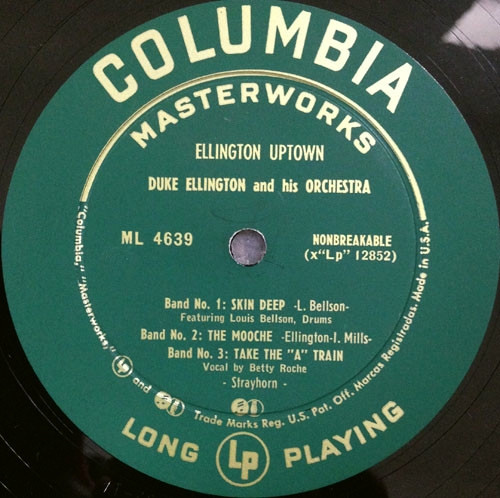 COLUMBIA
MASTERWORKS
ELLINGTON UPTOWN
DUKE ELLINGTON and his ORCHESTRA
ML 4639
NONBREAKABLE
(x"Lp" 12852)
Band No. 1: SKIN DEEP -L. Bellson-
Featuring Louis Bellson, Drums
Band No. 2: THE MOOCHE -Ellington-I. Mills-
Band No. 3: TAKE THE "A" TRAIN
Vocal by Betty Roche
- Strayhorn -
"Columbia," "Masterworks," LP and Trade Marks Reg. U.S. Pat. Off. Marcas Registradas. Made in U.S.A.
LONG LP PLAYING